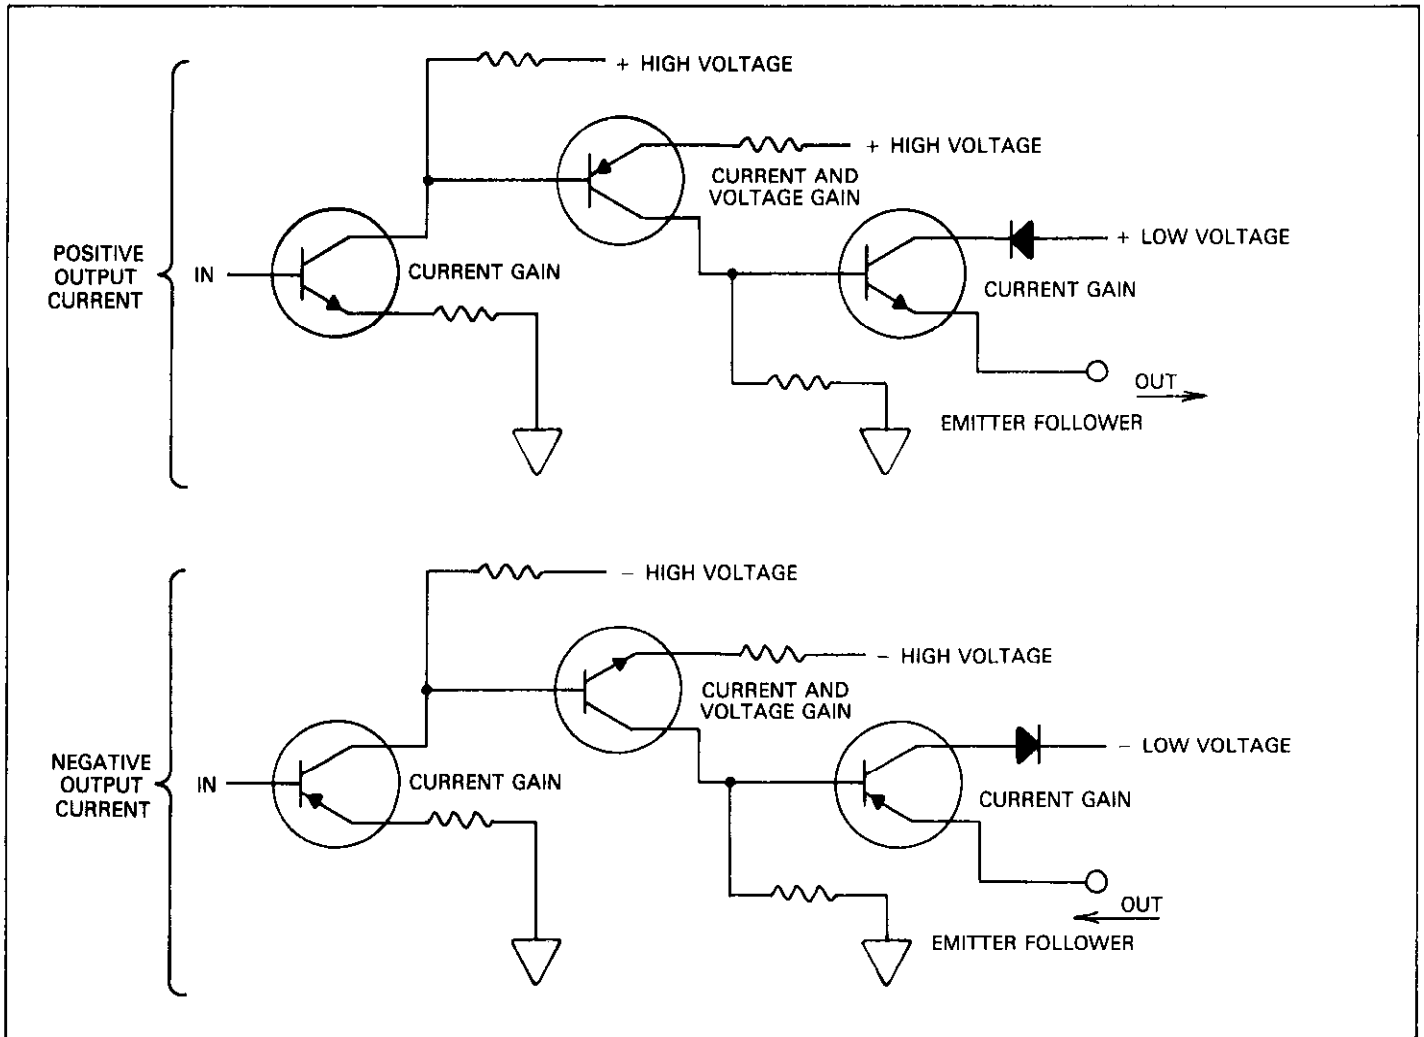 + HIGH VOLTAGE
+ HIGH VOLTAGE
CURRENT AND
VOLTAGE GAIN
POSITIVE
OUTPUT
CURRENT
IN
CURRENT GAIN
+ LOW VOLTAGE
CURRENT GAIN
OUT
EMITTER FOLLOWER
− HIGH VOLTAGE
− HIGH VOLTAGE
CURRENT AND
VOLTAGE GAIN
NEGATIVE
OUTPUT
CURRENT
IN
CURRENT GAIN
− LOW VOLTAGE
CURRENT GAIN
OUT
EMITTER FOLLOWER